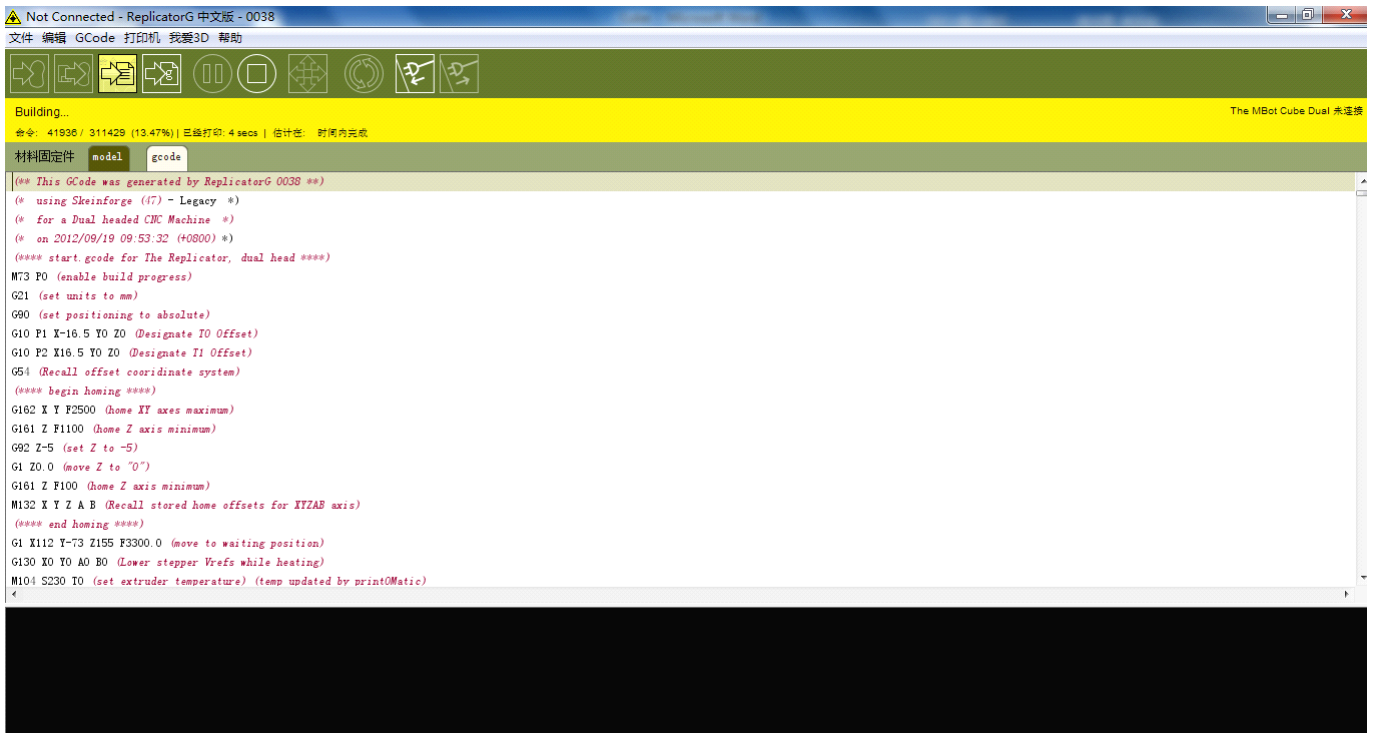 Not Connected - ReplicatorG 中文版 - 0038
文件 编辑 GCode 打印机 我爱3D 帮助
Building...
The MBot Cube Dual 未连接
命令: 41936 / 311429 (13.47%) | 已经打印: 4 secs | 估计在: 时间内完成
材料固定件 model gcode
(** This GCode was generated by ReplicatorG 0038 **)
(* using Skeinforge (47) - Legacy *)
(* for a Dual headed CNC Machine *)
(* on 2012/09/19 09:53:32 (+0800) *)
(**** start.gcode for The Replicator, dual head ****)
M73 P0 (enable build progress)
G21 (set units to mm)
G90 (set positioning to absolute)
G10 P1 X-16.5 Y0 Z0 (Designate T0 Offset)
G10 P2 X16.5 Y0 Z0 (Designate T1 Offset)
G54 (Recall offset cooridinate system)
(**** begin homing ****)
G162 X Y F2500 (home XY axes maximum)
G161 Z F1100 (home Z axis minimum)
G92 Z-5 (set Z to -5)
G1 Z0.0 (move Z to "0")
G161 Z F100 (home Z axis minimum)
M132 X Y Z A B (Recall stored home offsets for XYZAB axis)
(**** end homing ****)
G1 X112 Y-73 Z155 F3300.0 (move to waiting position)
G130 X0 Y0 A0 B0 (Lower stepper Vrefs while heating)
M104 S230 T0 (set extruder temperature) (temp updated by printOMatic)